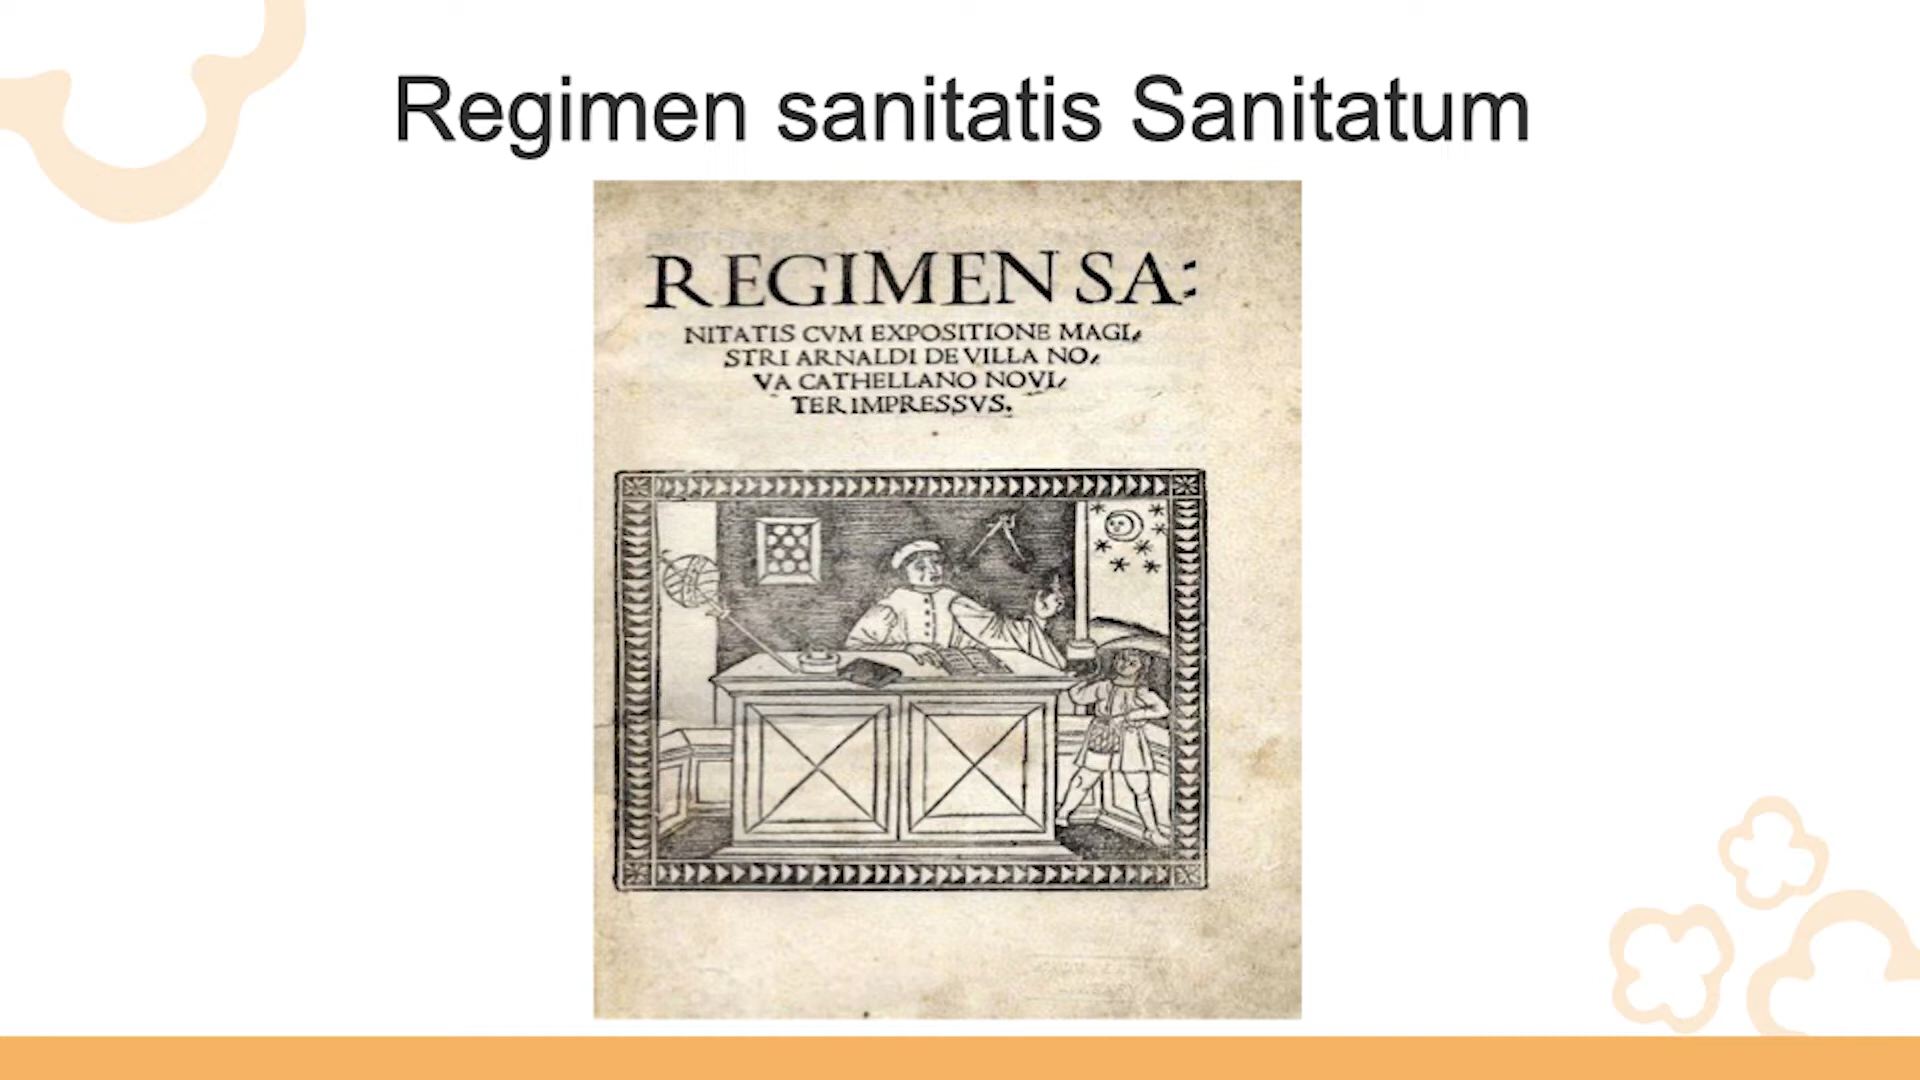 Regimen sanitatis Sanitatum
REGIMEN SA:
NITATIS CVM EXPOSITIONE MAGI,
STRI ARNALDI DE VILLA NO,
VA CATHELLANO NOVI,
TER IMPRESSVS.